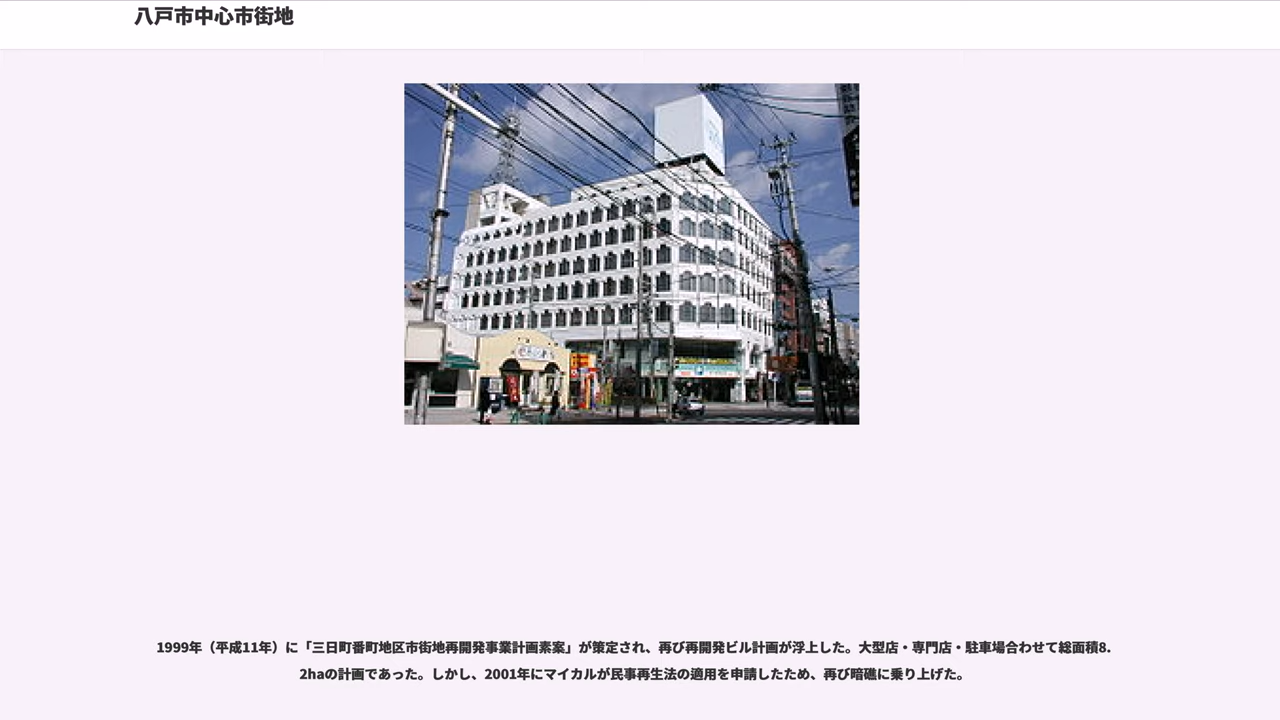 八戸市中心市街地
1999年（平成11年）に「三日町番町地区市街地再開発事業計画素案」が策定され、再び再開発ビル計画が浮上した。大型店・専門店・駐車場合わせて総面積8.
2haの計画であった。しかし、2001年にマイカルが民事再生法の適用を申請したため、再び暗礁に乗り上げた。